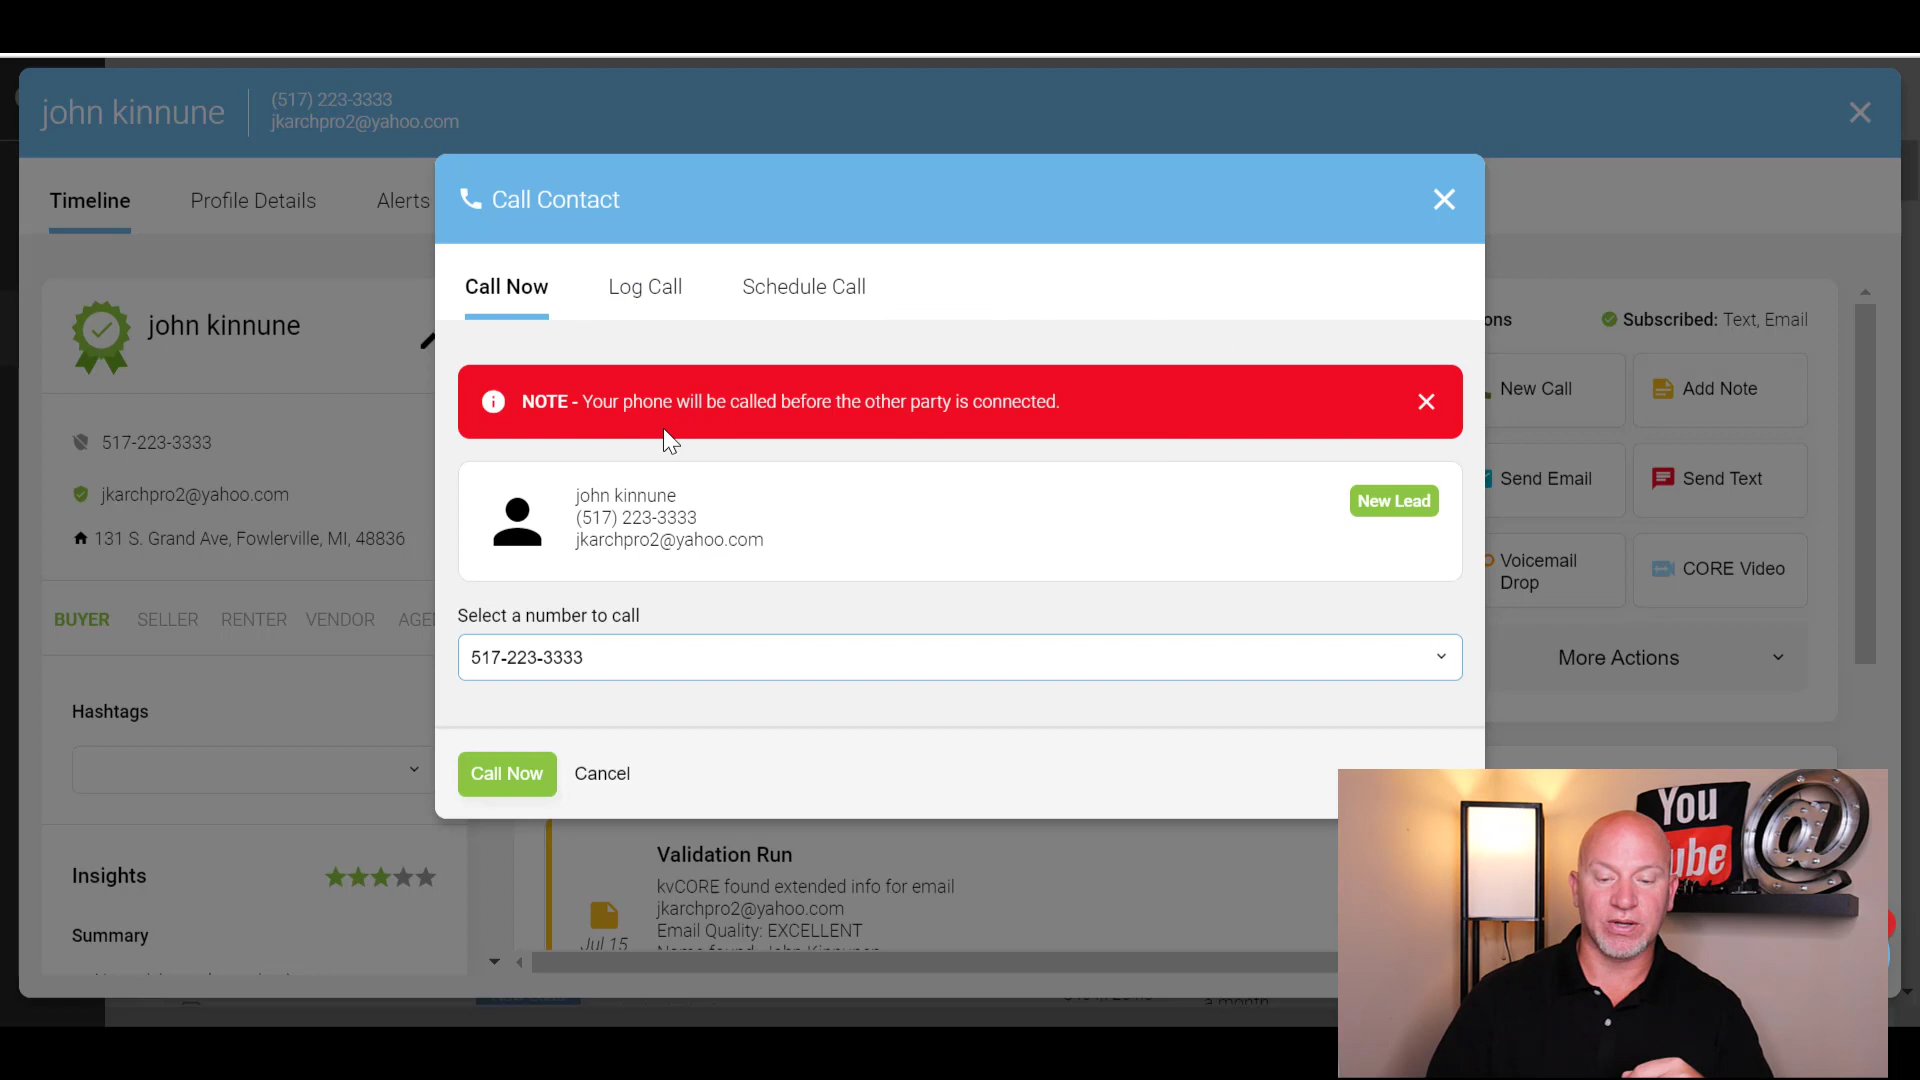 john kinnune
(517) 223-3333
jkarchpro2@yahoo.com
Timeline
Profile Details
Alerts
Call Contact
Call Now
Log Call
Schedule Call
NOTE - Your phone will be called before the other party is connected.
john kinnune
(517) 223-3333
jkarchpro2@yahoo.com
New Lead
Select a number to call
517-223-3333
Call Now
Cancel
john kinnune
517-223-3333
jkarchpro2@yahoo.com
131 S. Grand Ave, Fowlerville, MI, 48836
BUYER SELLER RENTER VENDOR AGE
Hashtags
Insights
Summary
ons
Subscribed: Text, Email
New Call
Add Note
Send Email
Send Text
Voicemail
Drop
CORE Video
More Actions
Validation Run
kvCORE found extended info for email
jkarchpro2@yahoo.com
Email Quality: EXCELLENT
Jul 15
a month
You
ube
@